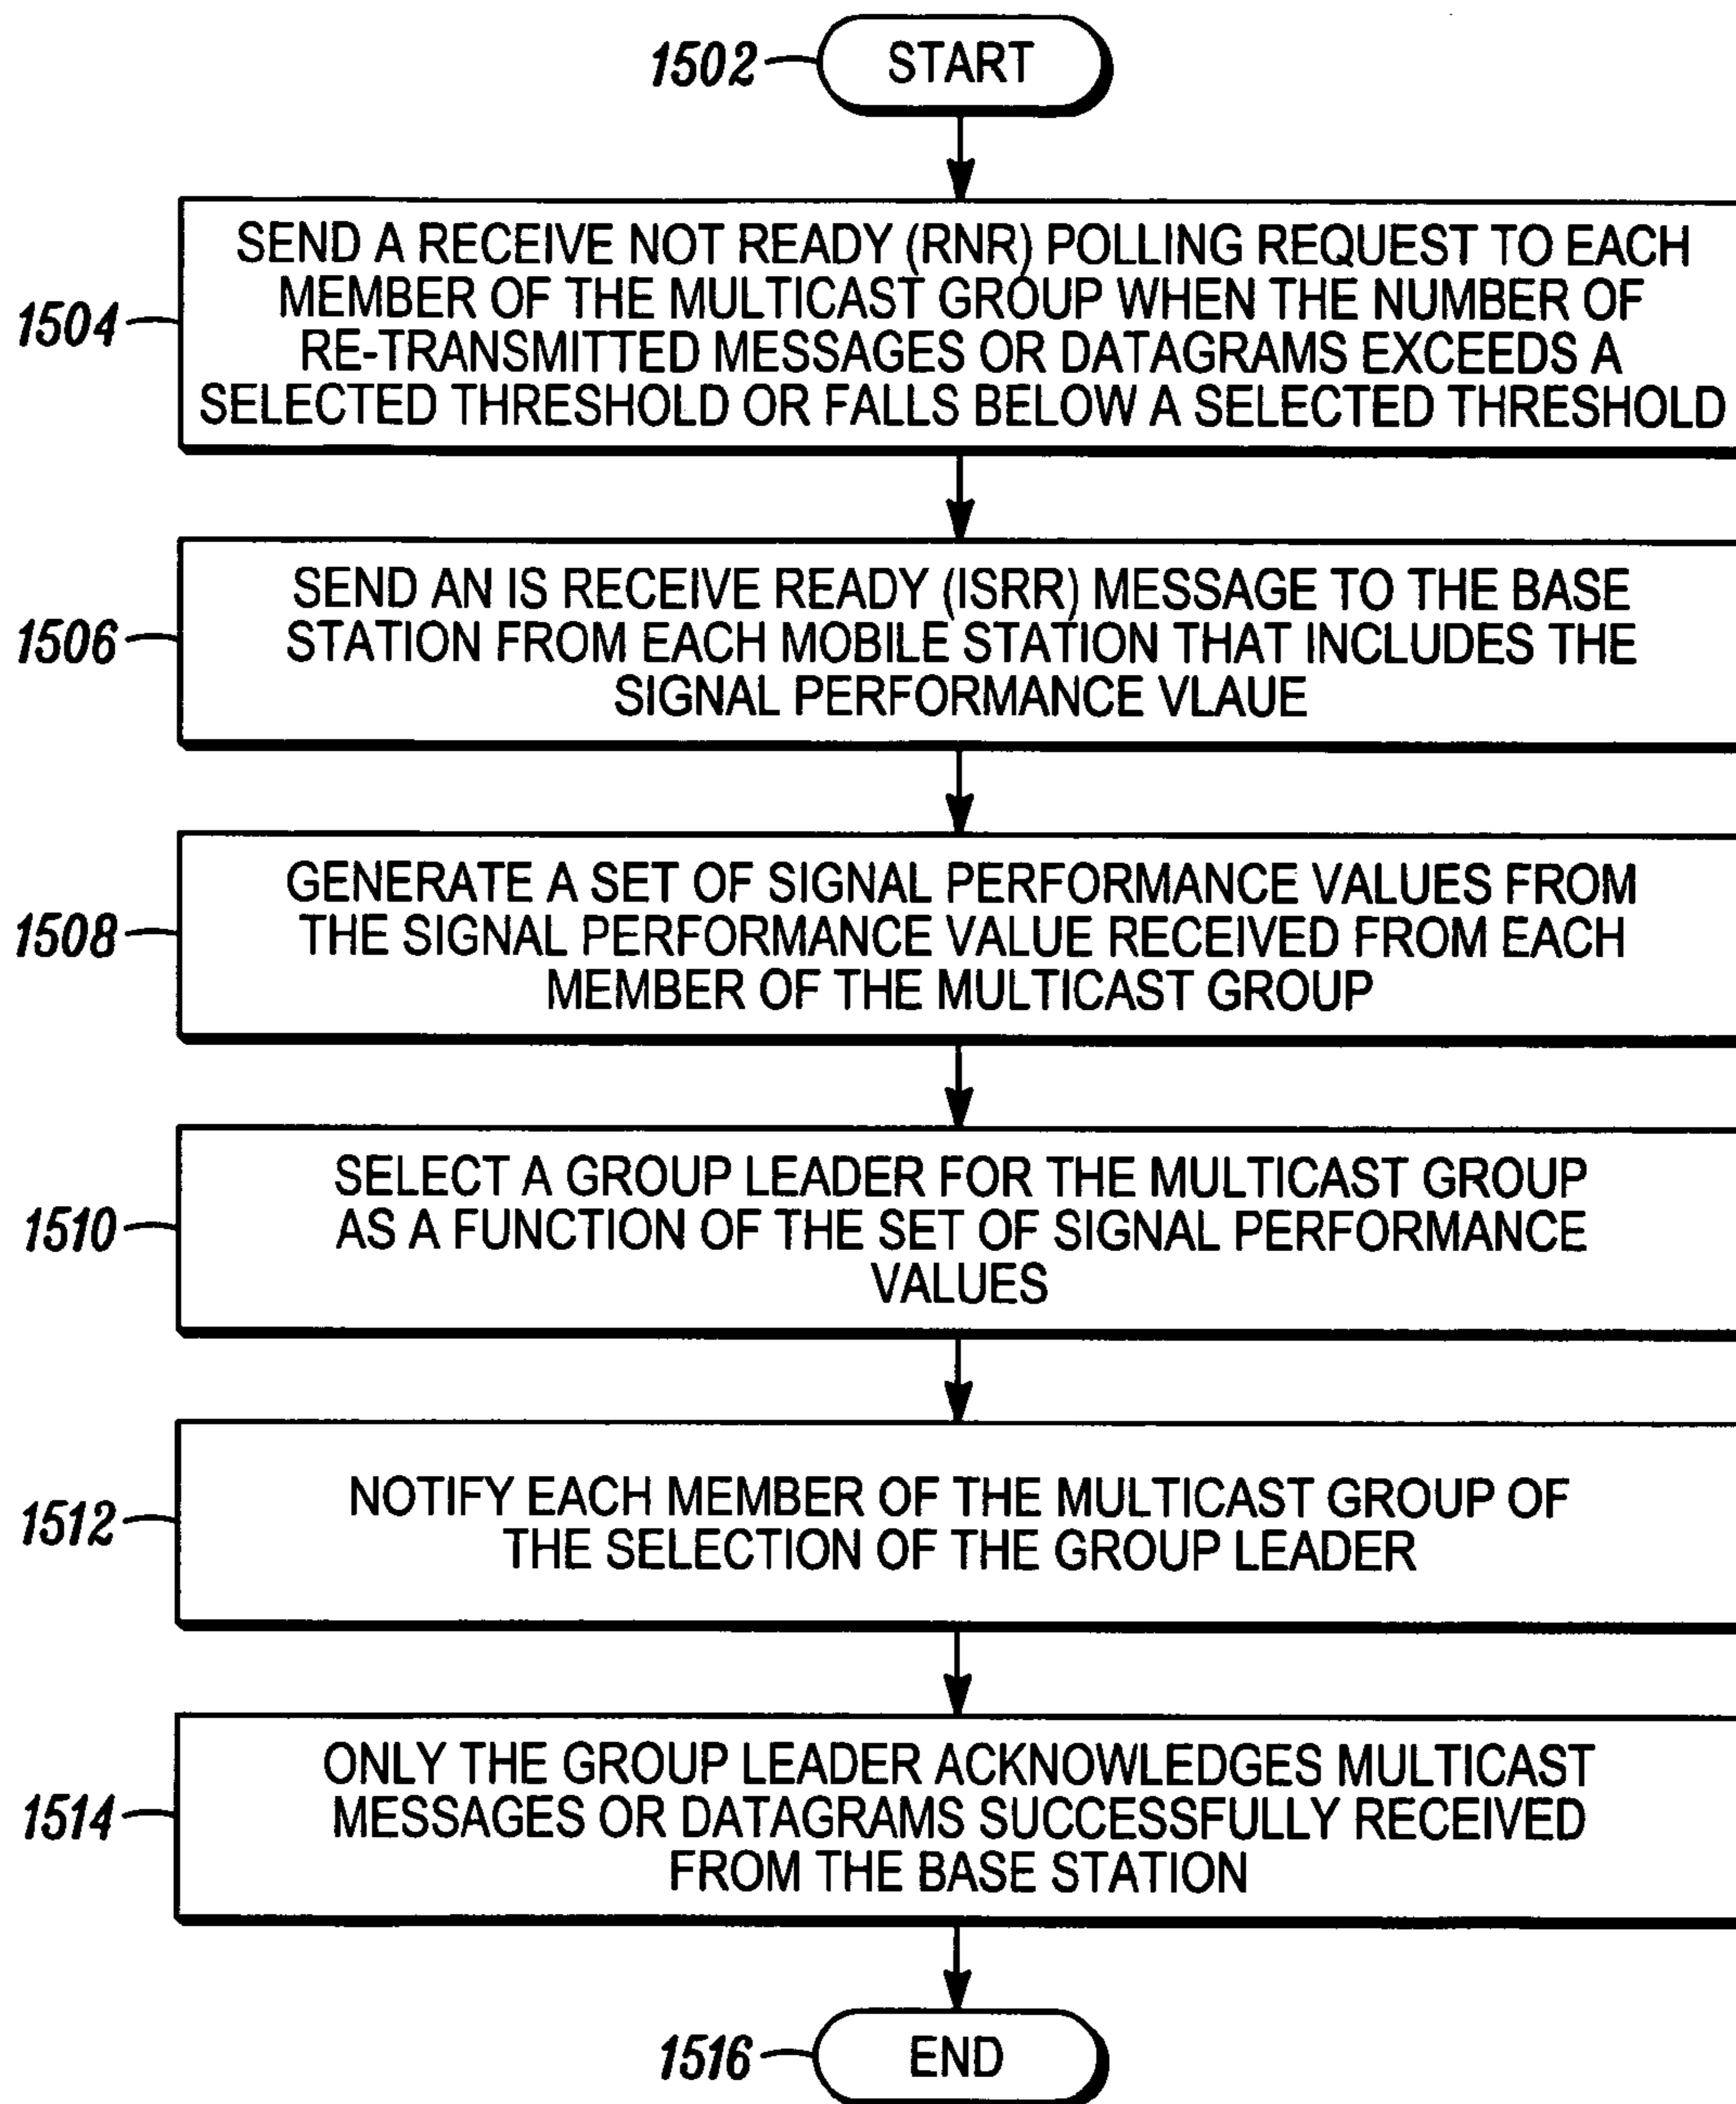 1502
START
SEND A RECEIVE NOT READY (RNR) POLLING REQUEST TO EACH
MEMBER OF THE MULTICAST GROUP WHEN THE NUMBER OF
1504
RE-TRANSMITTED MESSAGES OR DATAGRAMS EXCEEDS A
SELECTED THRESHOLD OR FALLS BELOW A SELECTED THRESHOLD
SEND AN IS RECEIVE READY (ISRR) MESSAGE TO THE BASE
1506
STATION FROM EACH MOBILE STATION THAT INCLUDES THE
SIGNAL PERFORMANCE VLAUE
GENERATE A SET OF SIGNAL PERFORMANCE VALUES FROM
1508
THE SIGNAL PERFORMANCE VALUE RECEIVED FROM EACH
MEMBER OF THE MULTICAST GROUP
SELECT A GROUP LEADER FOR THE MULTICAST GROUP
1510
AS A FUNCTION OF THE SET OF SIGNAL PERFORMANCE
VALUES
NOTIFY EACH MEMBER OF THE MULTICAST GROUP OF
1512
THE SELECTION OF THE GROUP LEADER
ONLY THE GROUP LEADER ACKNOWLEDGES MULTICAST
1514
MESSAGES OR DATAGRAMS SUCCESSFULLY RECEIVED
FROM THE BASE STATION
1516
END